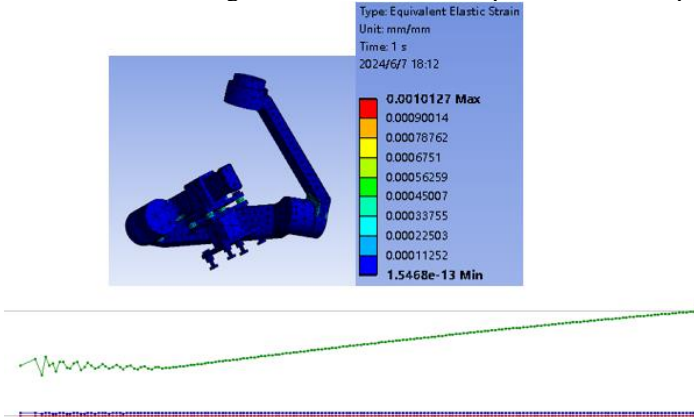 Type: Equivalent Elastic Strain
Unit: mm/mm
Time: 1 s
2024/6/7 18:12
0.0010127 Max
0.00090014
0.00078762
0.0006751
0.00056259
0.00045007
0.00033755
0.00022503
0.00011252
1.5468e-13 Min